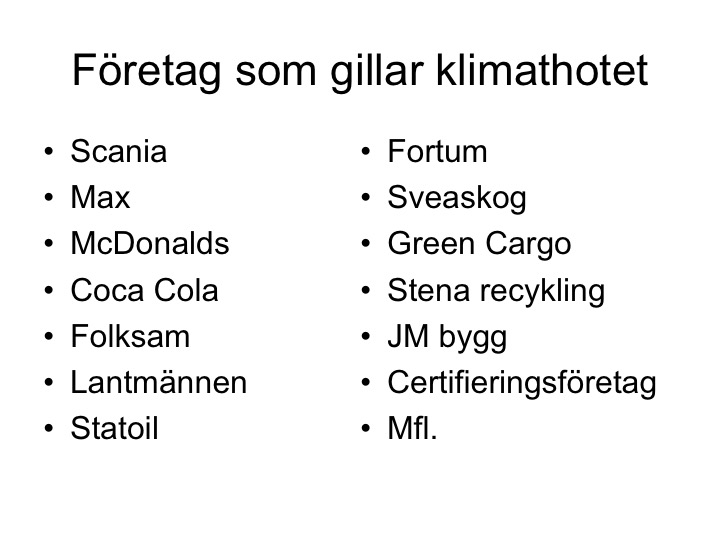 Företag som gillar klimathotet
• Scania
• Max
• McDonalds
• Coca Cola
• Folksam
• Lantmännen
• Statoil
• Fortum
• Sveaskog
• Green Cargo
• Stena recykling
• JM bygg
• Certifieringsföretag
• Mfl.